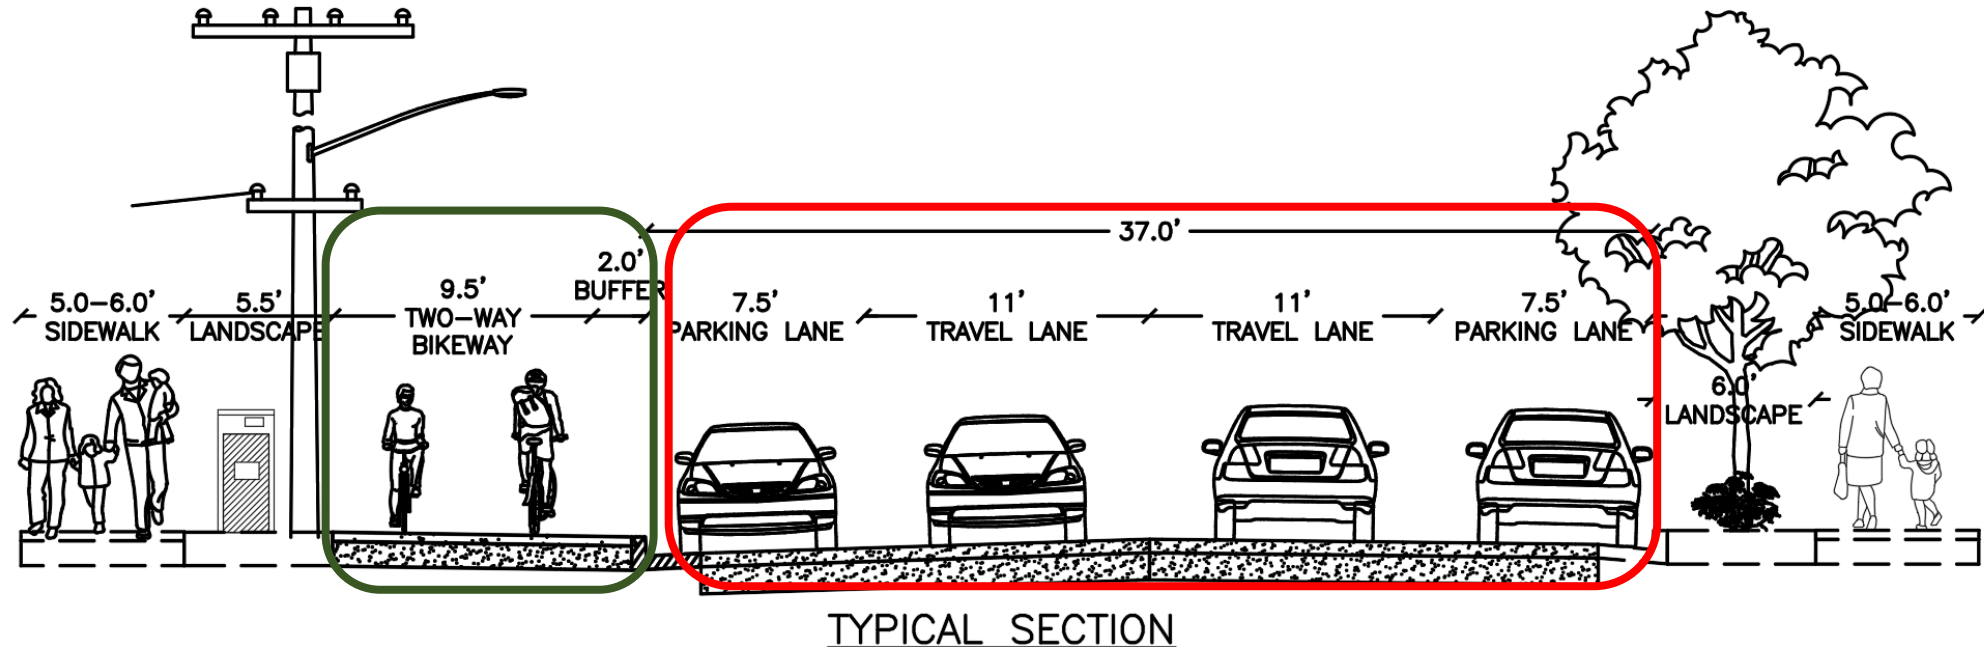 37.0'
5.0-6.0'
SIDEWALK
5.5'
LANDSCAPE
9.5'
TWO-WAY
BIKEWAY
2.0'
BUFFER
7.5'
PARKING LANE
11'
TRAVEL LANE
11'
TRAVEL LANE
7.5'
PARKING LANE
6.0'
LANDSCAPE
5.0-6.0'
SIDEWALK
TYPICAL SECTION